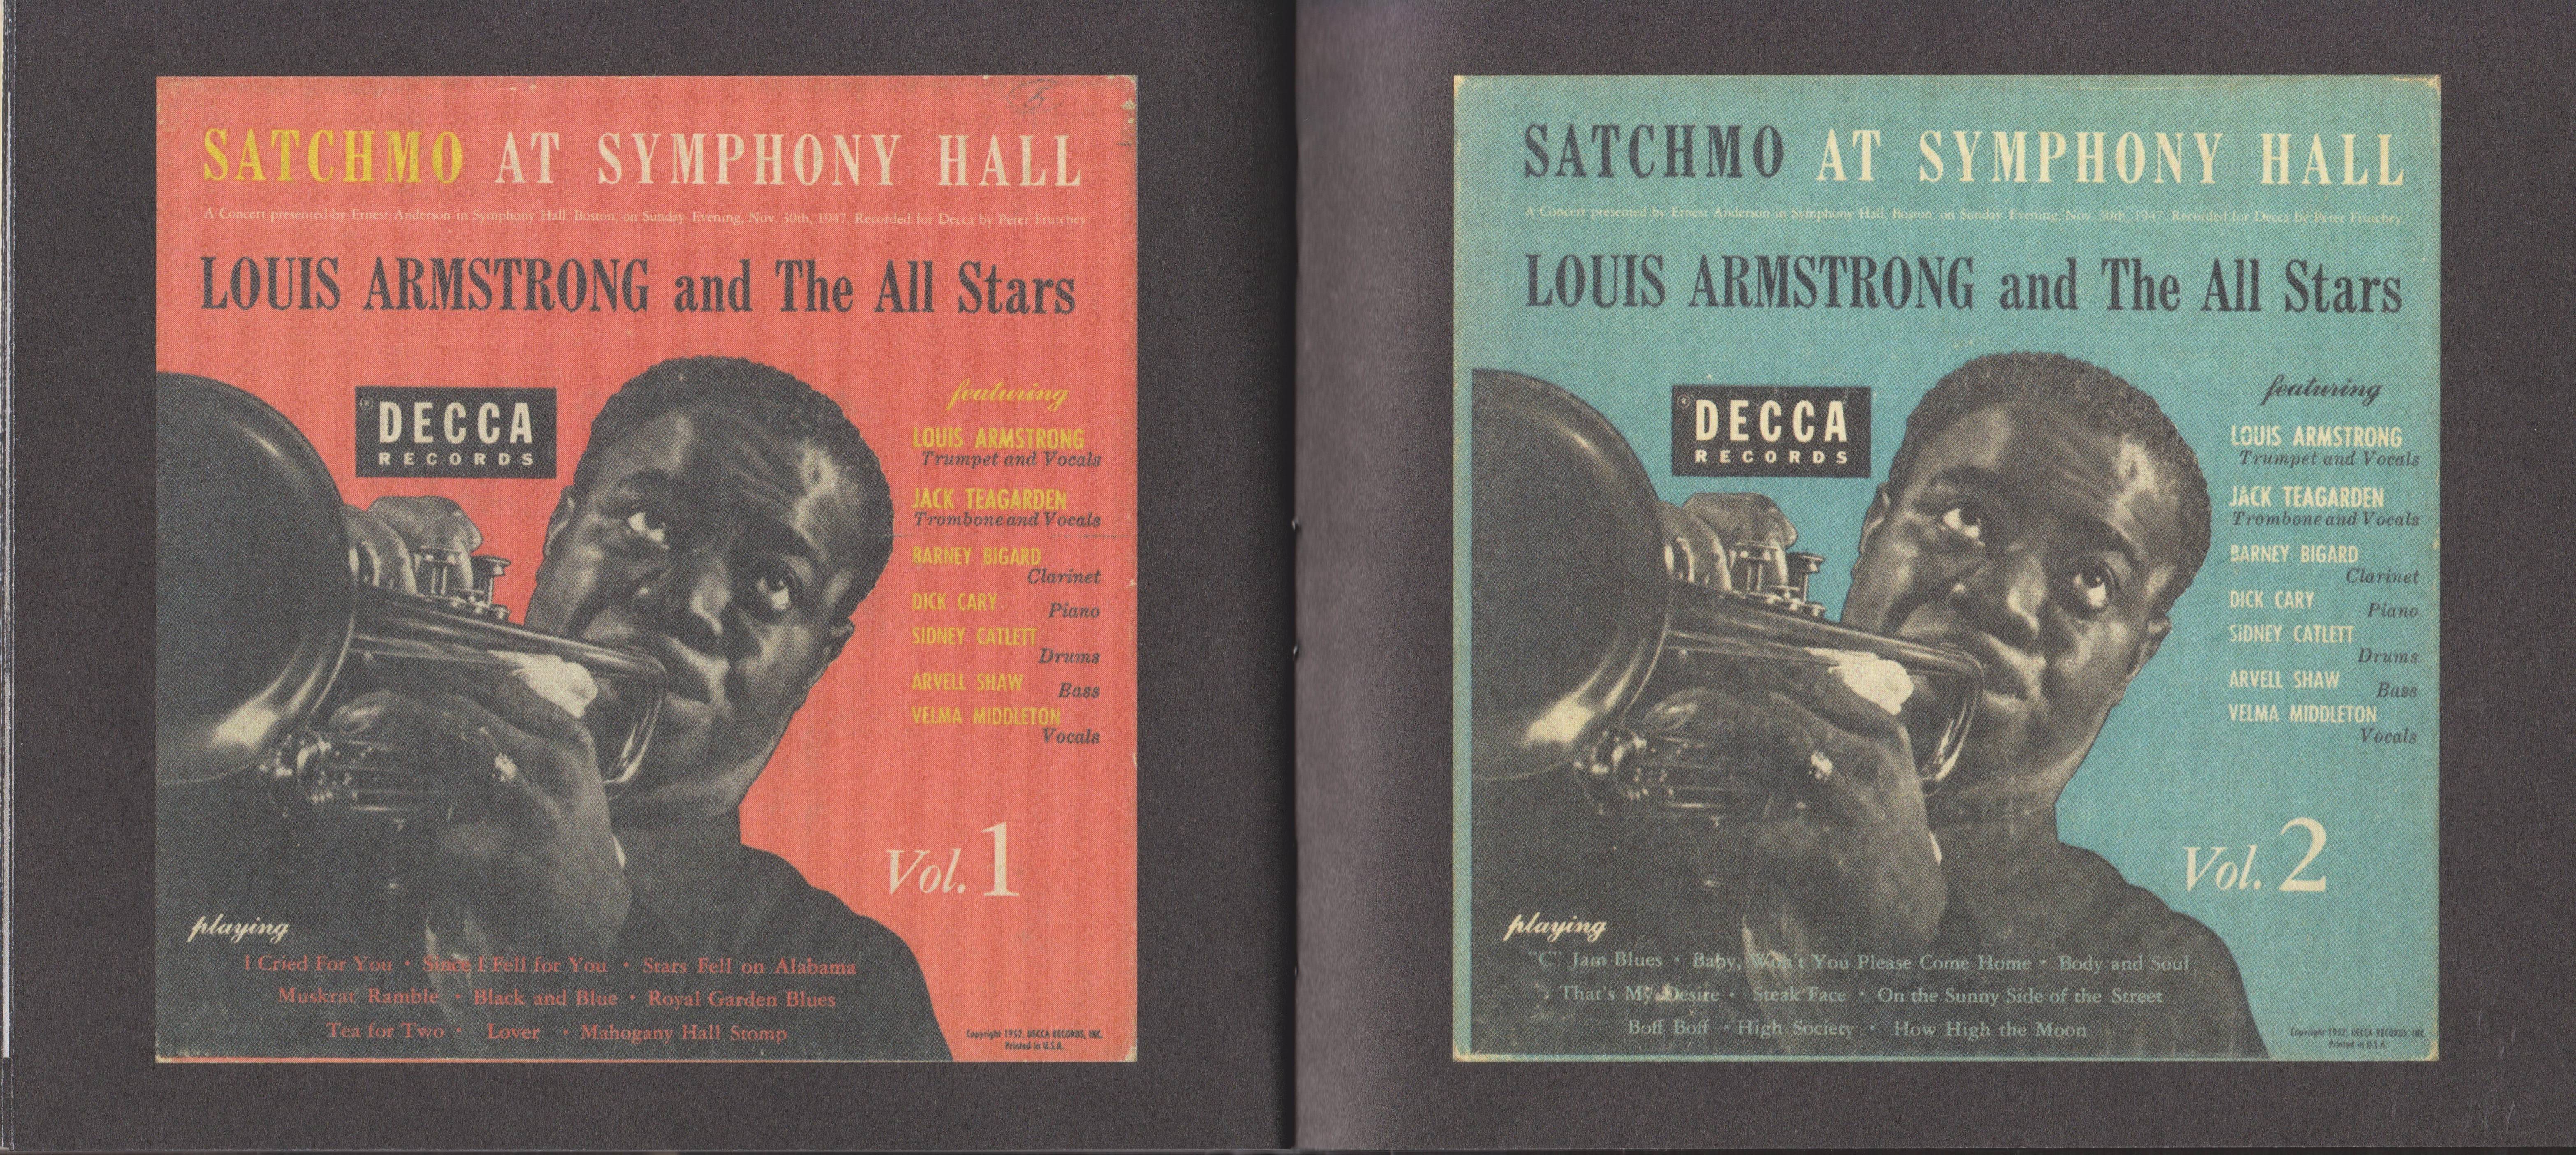 SATCHMO AT SYMPHONY HALL
A Concert presented by Ernest Anderson in Symphony Hall, Boston, on Sunday Evening, Nov. 30th, 1947. Recorded for Decca by Peter Frutchey
LOUIS ARMSTRONG and The All Stars
® DECCA
RECORDS
featuring
LOUIS ARMSTRONG
Trumpet and Vocals
JACK TEAGARDEN
Trombone and Vocals
BARNEY BIGARD
Clarinet
DICK CARY
Piano
SIDNEY CATLETT
Drums
ARVELL SHAW
Bass
VELMA MIDDLETON
Vocals
Vol. 1
playing
I Cried For You • Since I Fell for You • Stars Fell on Alabama
Muskrat Ramble • Black and Blue • Royal Garden Blues
Tea for Two • Lover • Mahogany Hall Stomp
Copyright 1952, DECCA RECORDS, INC.
Printed in U.S.A.
SATCHMO AT SYMPHONY HALL
A Concert presented by Ernest Anderson in Symphony Hall, Boston, on Sunday Evening, Nov. 30th, 1947. Recorded for Decca by Peter Frutchey
LOUIS ARMSTRONG and The All Stars
® DECCA
RECORDS
featuring
LOUIS ARMSTRONG
Trumpet and Vocals
JACK TEAGARDEN
Trombone and Vocals
BARNEY BIGARD
Clarinet
DICK CARY
Piano
SIDNEY CATLETT
Drums
ARVELL SHAW
Bass
VELMA MIDDLETON
Vocals
Vol. 2
playing
"C" Jam Blues • Baby, Won't You Please Come Home • Body and Soul
That's My Desire • Steak Face • On the Sunny Side of the Street
Boff Boff • High Society • How High the Moon
Copyright 1952, DECCA RECORDS, INC.
Printed in U.S.A.